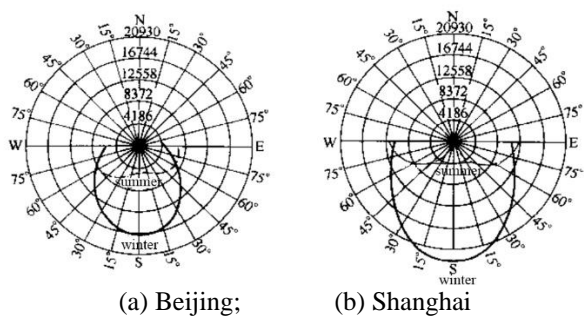 N
15° 20930 15°
30° 16744 30°
45° 12558 45°
60° 8372 60°
75° 4186 75°
W E
75° summer 75°
60° 60°
45° winter 45°
30° 30°
15° S 15°
N
15° 20930 15°
30° 16744 30°
45° 12558 45°
60° 8372 60°
75° 4186 75°
W E
75° summer 75°
60° 60°
45° 45°
30° 30°
15° S 15°
winter
(a) Beijing; (b) Shanghai